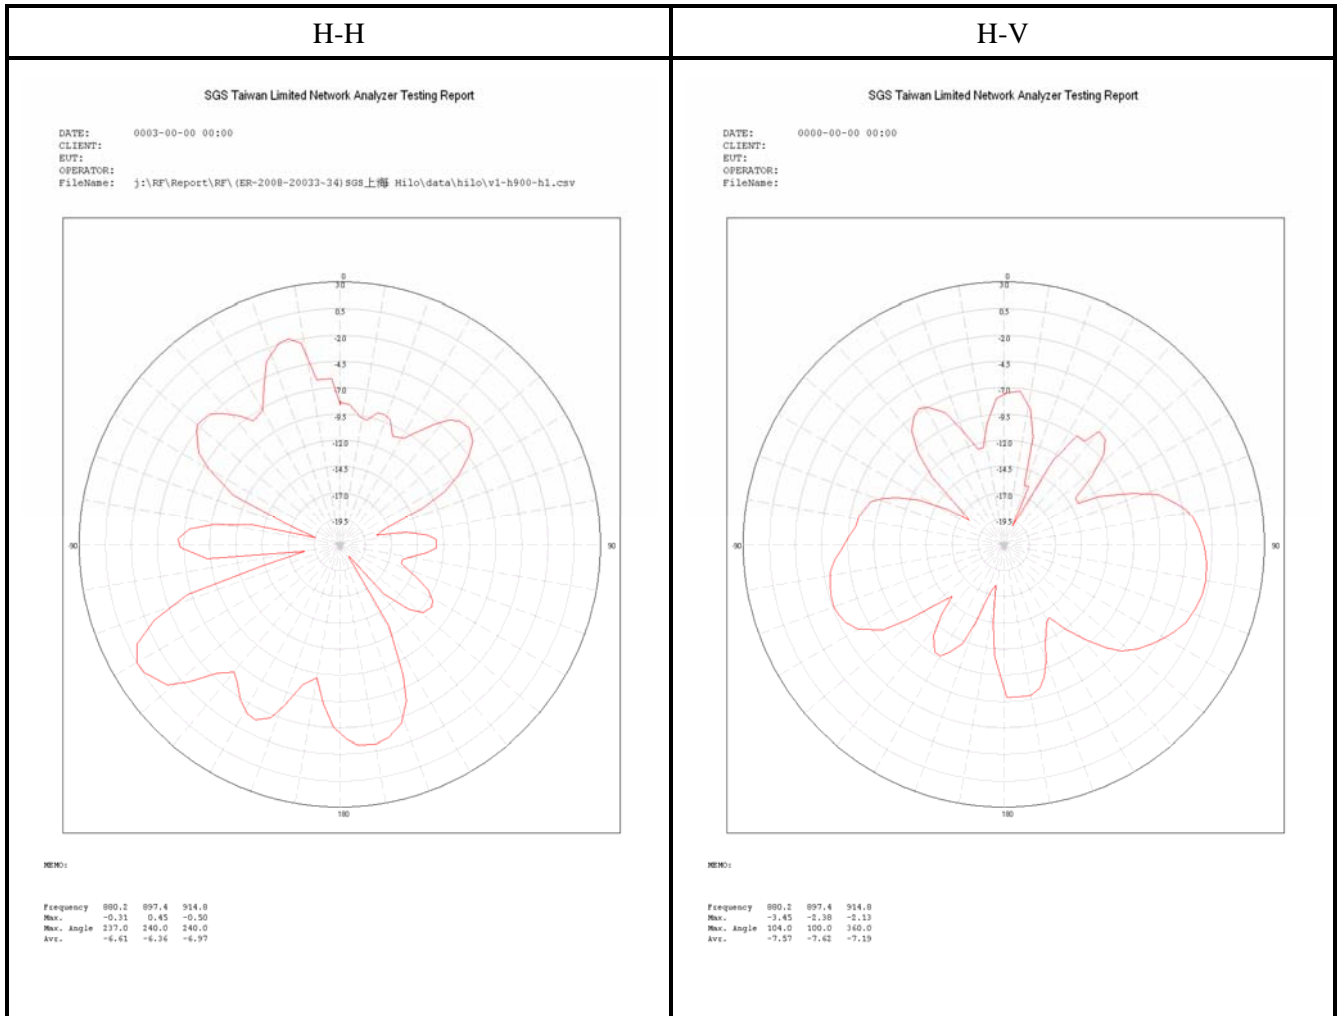 H-H
SGS Taiwan Limited Network Analyzer Testing Report
DATE: 0003-00-00 00:00
CLIENT:
EUT:
OPERATOR:
FileName: j:\RF\Report\RF\(ER-2008-20033-34)SGS上海 Hilo\data\hilo\v1-h900-h1.csv
0
3.0
0.5
-2.0
-4.5
-7.0
-9.5
-12.0
-14.5
-17.0
-19.5
-90
90
180
MEMO:
Frequency 880.2 897.4 914.8
Max. -0.31 0.45 -0.50
Max. Angle 237.0 240.0 240.0
Avr. -6.61 -6.36 -6.97
H-V
SGS Taiwan Limited Network Analyzer Testing Report
DATE: 0000-00-00 00:00
CLIENT:
EUT:
OPERATOR:
FileName:
0
3.0
0.5
-2.0
-4.5
-7.0
-9.5
-12.0
-14.5
-17.0
-19.5
-90
90
180
MEMO:
Frequency 880.2 897.4 914.8
Max. -3.45 -2.38 -2.13
Max. Angle 104.0 100.0 360.0
Avr. -7.57 -7.62 -7.19